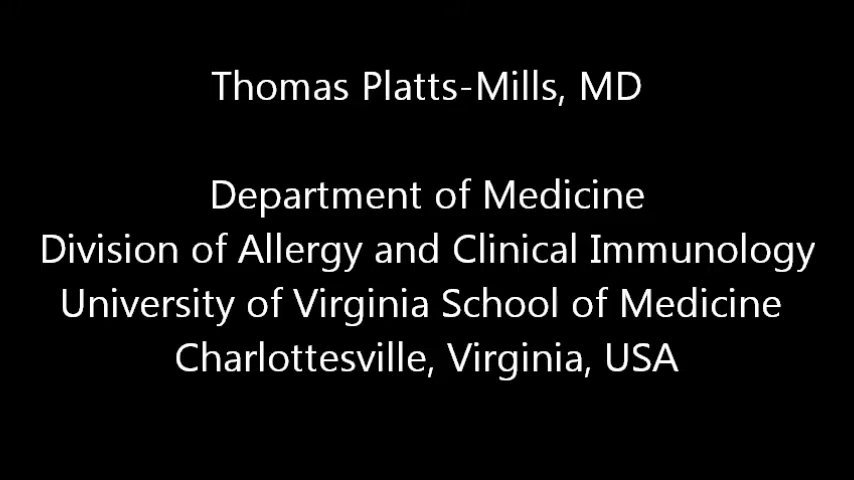 Thomas Platts-Mills, MD
Department of Medicine
Division of Allergy and Clinical Immunology
University of Virginia School of Medicine
Charlottesville, Virginia, USA